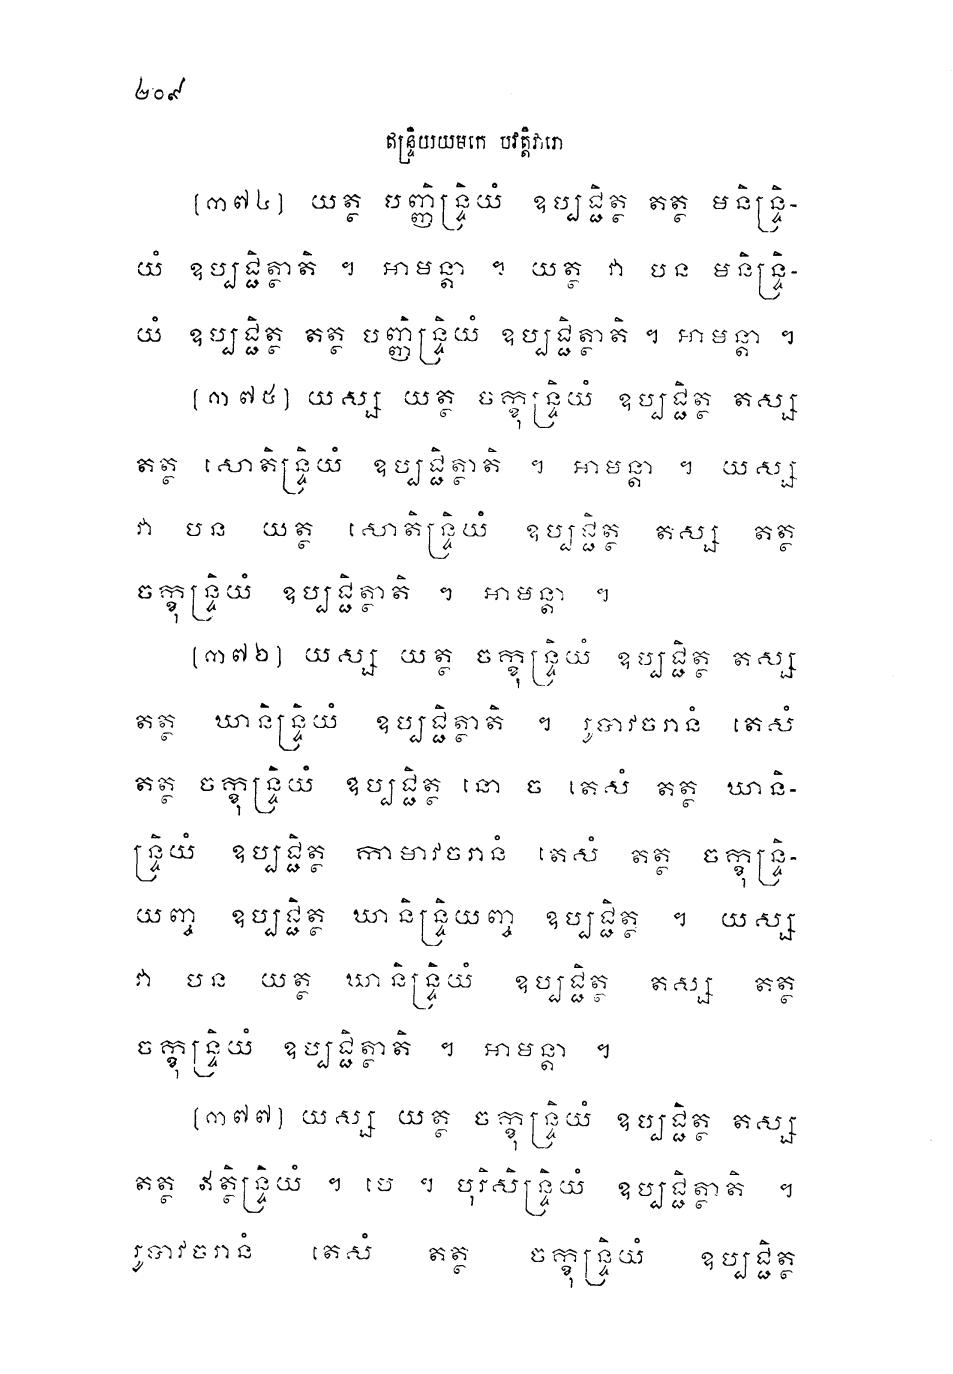 ២០៩
ឥន្ទ្រិយយមកេ បវត្តិវារោ
(៣៧៤) យត្ថ បញ្ញិន្ទ្រិយំ ឧប្បជ្ជិត្ថ តត្ថ មនិន្ទ្រិ-
យំ ឧប្បជ្ជិត្ថាតិ ។ អាមន្តា ។ យត្ថ វា បន មនិន្ទ្រិ-
យំ ឧប្បជ្ជិត្ថ តត្ថ បញ្ញិន្ទ្រិយំ ឧប្បជ្ជិត្ថាតិ ។ អាមន្តា ។
(៣៧៥) យស្ស យត្ថ ចក្ខុន្ទ្រិយំ ឧប្បជ្ជិត្ថ តស្ស
តត្ថ សោតិន្ទ្រិយំ ឧប្បជ្ជិត្ថាតិ ។ អាមន្តា ។ យស្ស
វា បន យត្ថ សោតិន្ទ្រិយំ ឧប្បជ្ជិត្ថ តស្ស តត្ថ
ចក្ខុន្ទ្រិយំ ឧប្បជ្ជិត្ថាតិ ។ អាមន្តា ។
(៣៧៦) យស្ស យត្ថ ចក្ខុន្ទ្រិយំ ឧប្បជ្ជិត្ថ តស្ស
តត្ថ ឃានិន្ទ្រិយំ ឧប្បជ្ជិត្ថាតិ ។ រូបាវចរានំ តេសំ
តត្ថ ចក្ខុន្ទ្រិយំ ឧប្បជ្ជិត្ថ នោ ច តេសំ តត្ថ ឃានិ-
ន្ទ្រិយំ ឧប្បជ្ជិត្ថ កាមាវចរានំ តេសំ តត្ថ ចក្ខុន្ទ្រិ-
យញ្ច ឧប្បជ្ជិត្ថ ឃានិន្ទ្រិយញ្ច ឧប្បជ្ជិត្ថ ។ យស្ស
វា បន យត្ថ ឃានិន្ទ្រិយំ ឧប្បជ្ជិត្ថ តស្ស តត្ថ
ចក្ខុន្ទ្រិយំ ឧប្បជ្ជិត្ថាតិ ។ អាមន្តា ។
(៣៧៧) យស្ស យត្ថ ចក្ខុន្ទ្រិយំ ឧប្បជ្ជិត្ថ តស្ស
តត្ថ ឥត្ថិន្ទ្រិយំ ។ បេ ។ បុរិសិន្ទ្រិយំ ឧប្បជ្ជិត្ថាតិ ។
រូបាវចរានំ តេសំ តត្ថ ចក្ខុន្ទ្រិយំ ឧប្បជ្ជិត្ថ